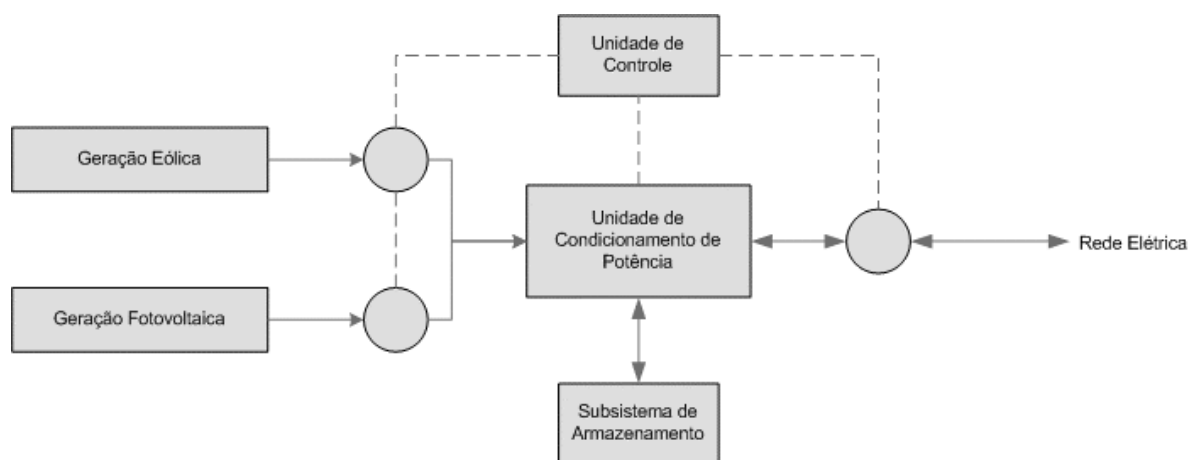 Unidade de
Controle
Geração Eólica
Unidade de
Condicionamento de
Potência
Rede Elétrica
Geração Fotovoltaica
Subsistema de
Armazenamento